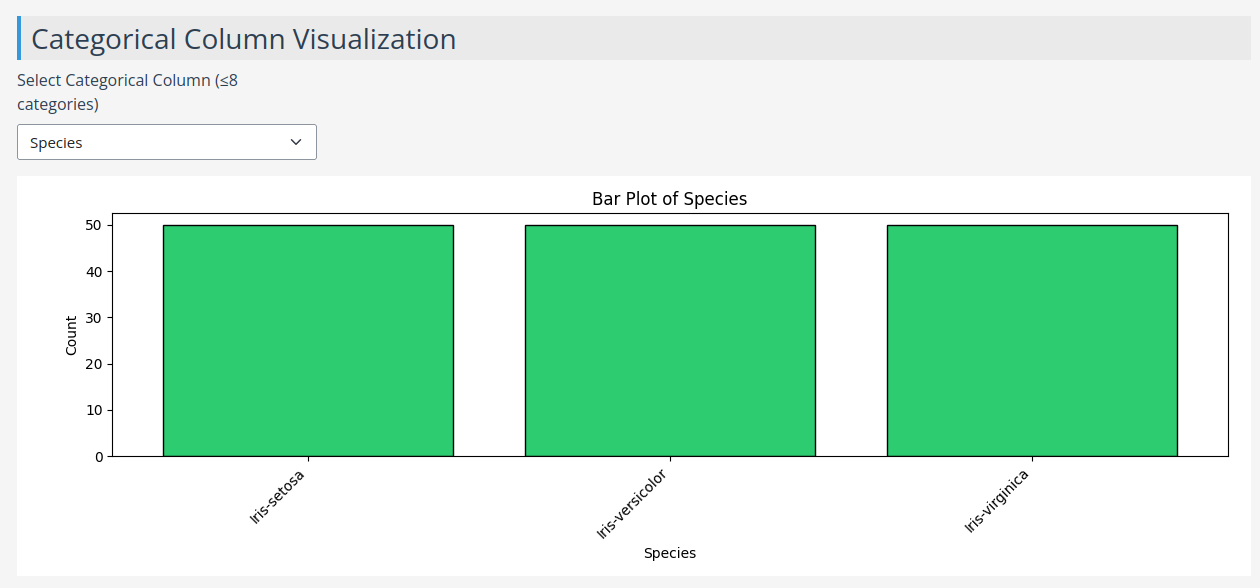 Categorical Column Visualization
Select Categorical Column (≤8
categories)
Species
Bar Plot of Species
50
40
30
20
10
0
Count
Iris-setosa
Iris-versicolor
Iris-virginica
Species